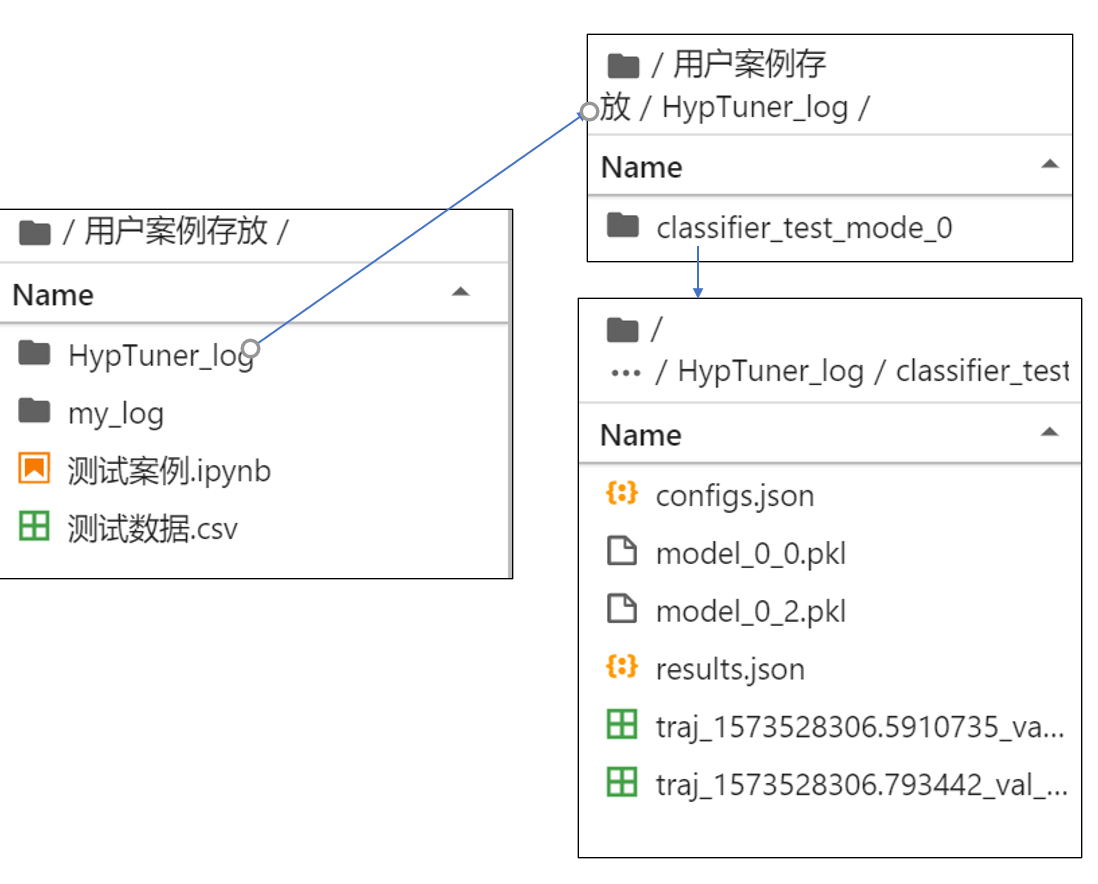 / 用户案例存放 /
Name
HypTuner_log
my_log
测试案例.ipynb
测试数据.csv
/ 用户案例存
放 / HypTuner_log /
Name
classifier_test_mode_0
/
... / HypTuner_log / classifier_test
Name
configs.json
model_0_0.pkl
model_0_2.pkl
results.json
traj_1573528306.5910735_va...
traj_1573528306.793442_val_...